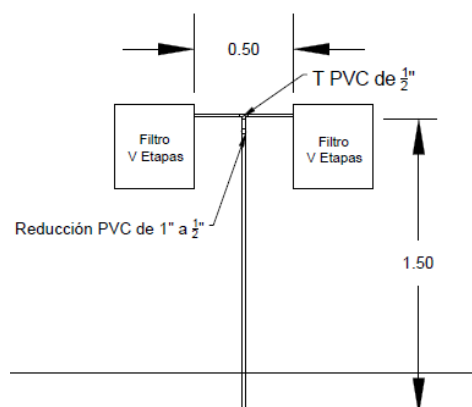 0.50
T PVC de ½"
Filtro
V Etapas
Filtro
V Etapas
Reducción PVC de 1" a ½"
1.50